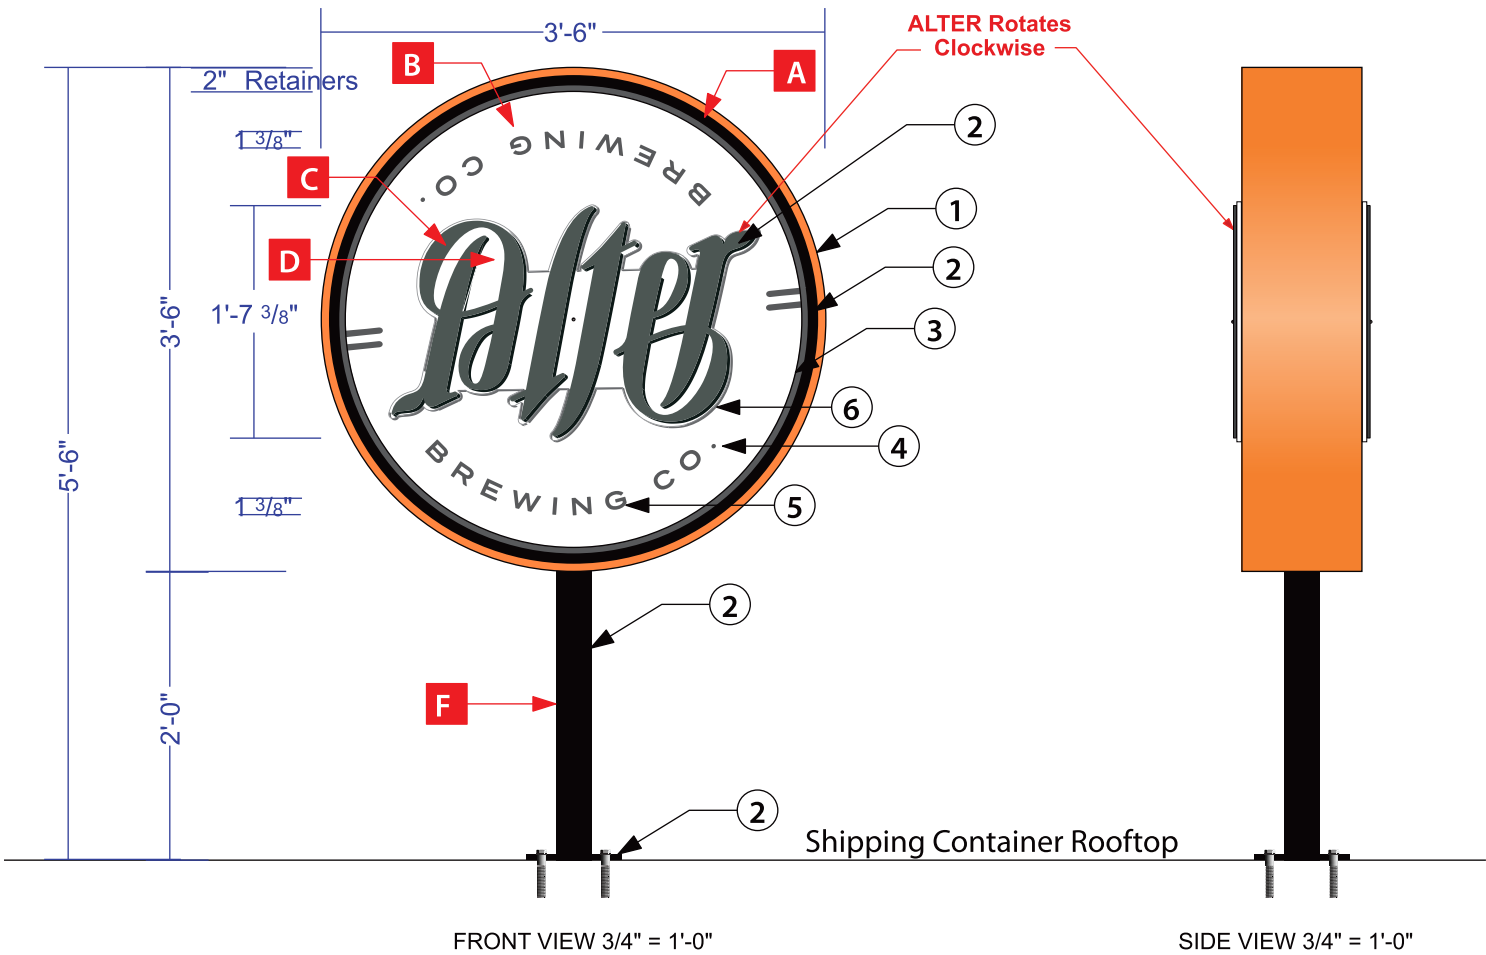 3'-6"
ALTER Rotates
Clockwise
2" Retainers
B
A
1 3/8"
2
BREWING CO.
C
1
D
Alter
2
1'-7 3/8"
3'-6"
3
6
5'-6"
4
BREWING CO.
1 3/8"
5
2
F
2'-0"
2
Shipping Container Rooftop
FRONT VIEW 3/4" = 1'-0"
SIDE VIEW 3/4" = 1'-0"